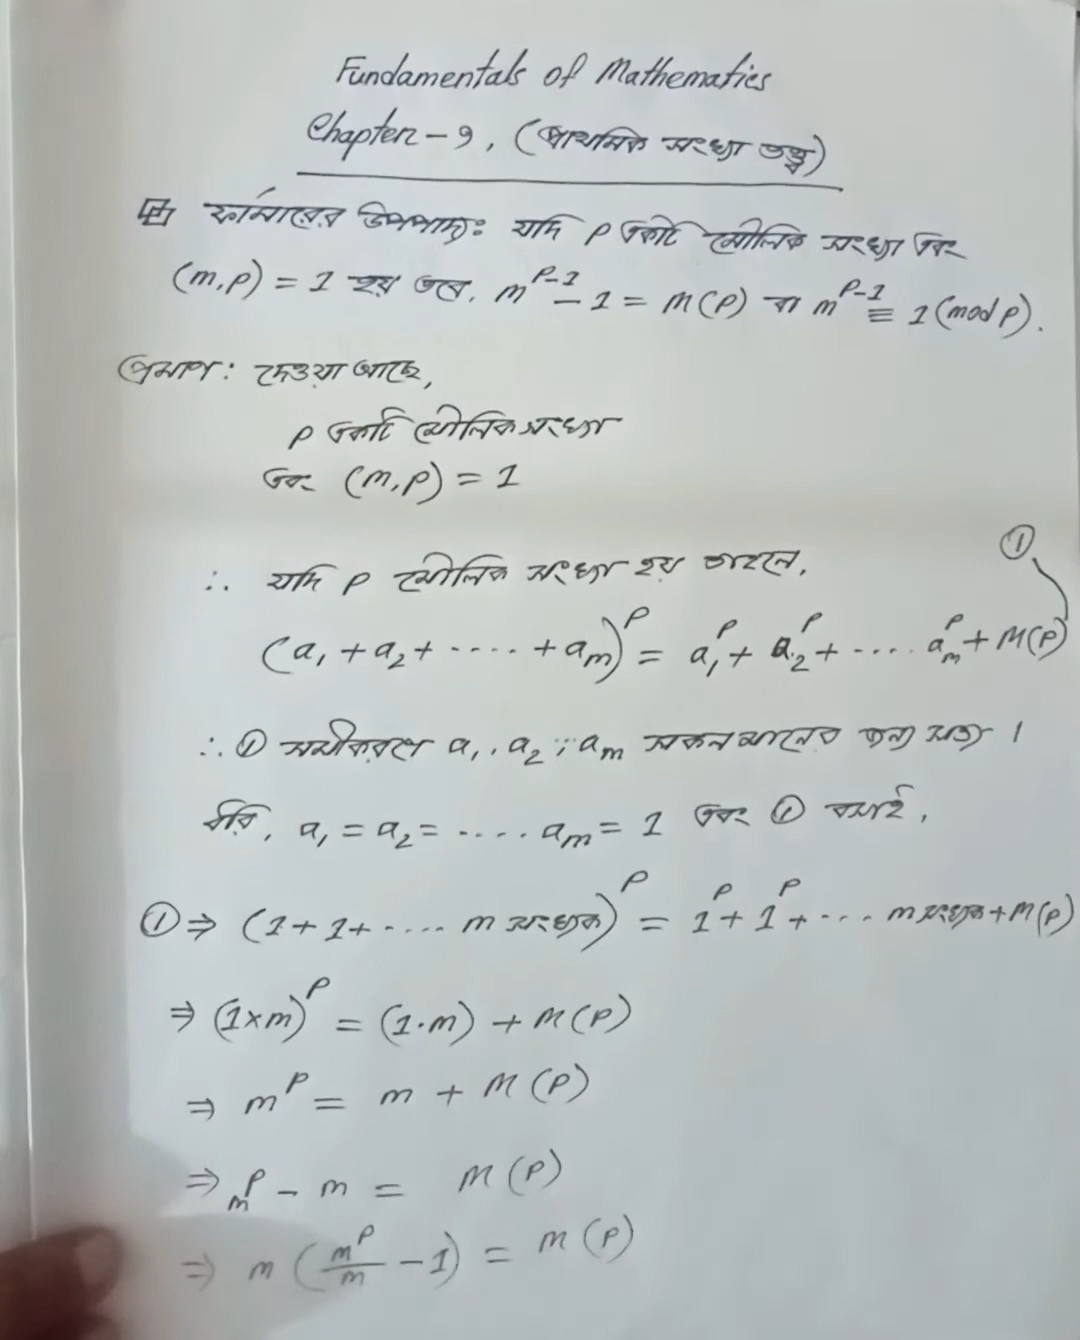 Fundamentals of Mathematics
Chapter-9, (প্রাথমিক সংখ্যা তত্ত্ব)
ফার্মারের উপপাদ্য: যদি P একটি মৌলিক সংখ্যা এবং
(m,p) = 1 হয় তবে, m^{P-1} - 1 = M(P) বা m^{P-1} ≡ 1 (mod p).
প্রমাণ: দেওয়া আছে,
P একটি মৌলিক সংখ্যা
এবং (m,p) = 1
①
∴ যদি P মৌলিক সংখ্যা হয় তাহলে,
(a₁ + a₂ + ..... + aₘ)^P = a₁^P + a₂^P + .... aₘ^P + M(P)
∴ ① সমীকরণে a₁, a₂, ..., aₘ সকল মানের জন্য সত্য ।
ধরি, a₁ = a₂ = ..... aₘ = 1 এবং ① বসাই,
① ⇒ (1+1+..... m সংখ্যক)^P = 1^P + 1^P + ... m সংখ্যক + M(P)
⇒ (1×m)^P = (1·m) + M(P)
⇒ m^P = m + M(P)
⇒ m^P - m = M(P)
⇒ m (m^P/m - 1) = M(P)